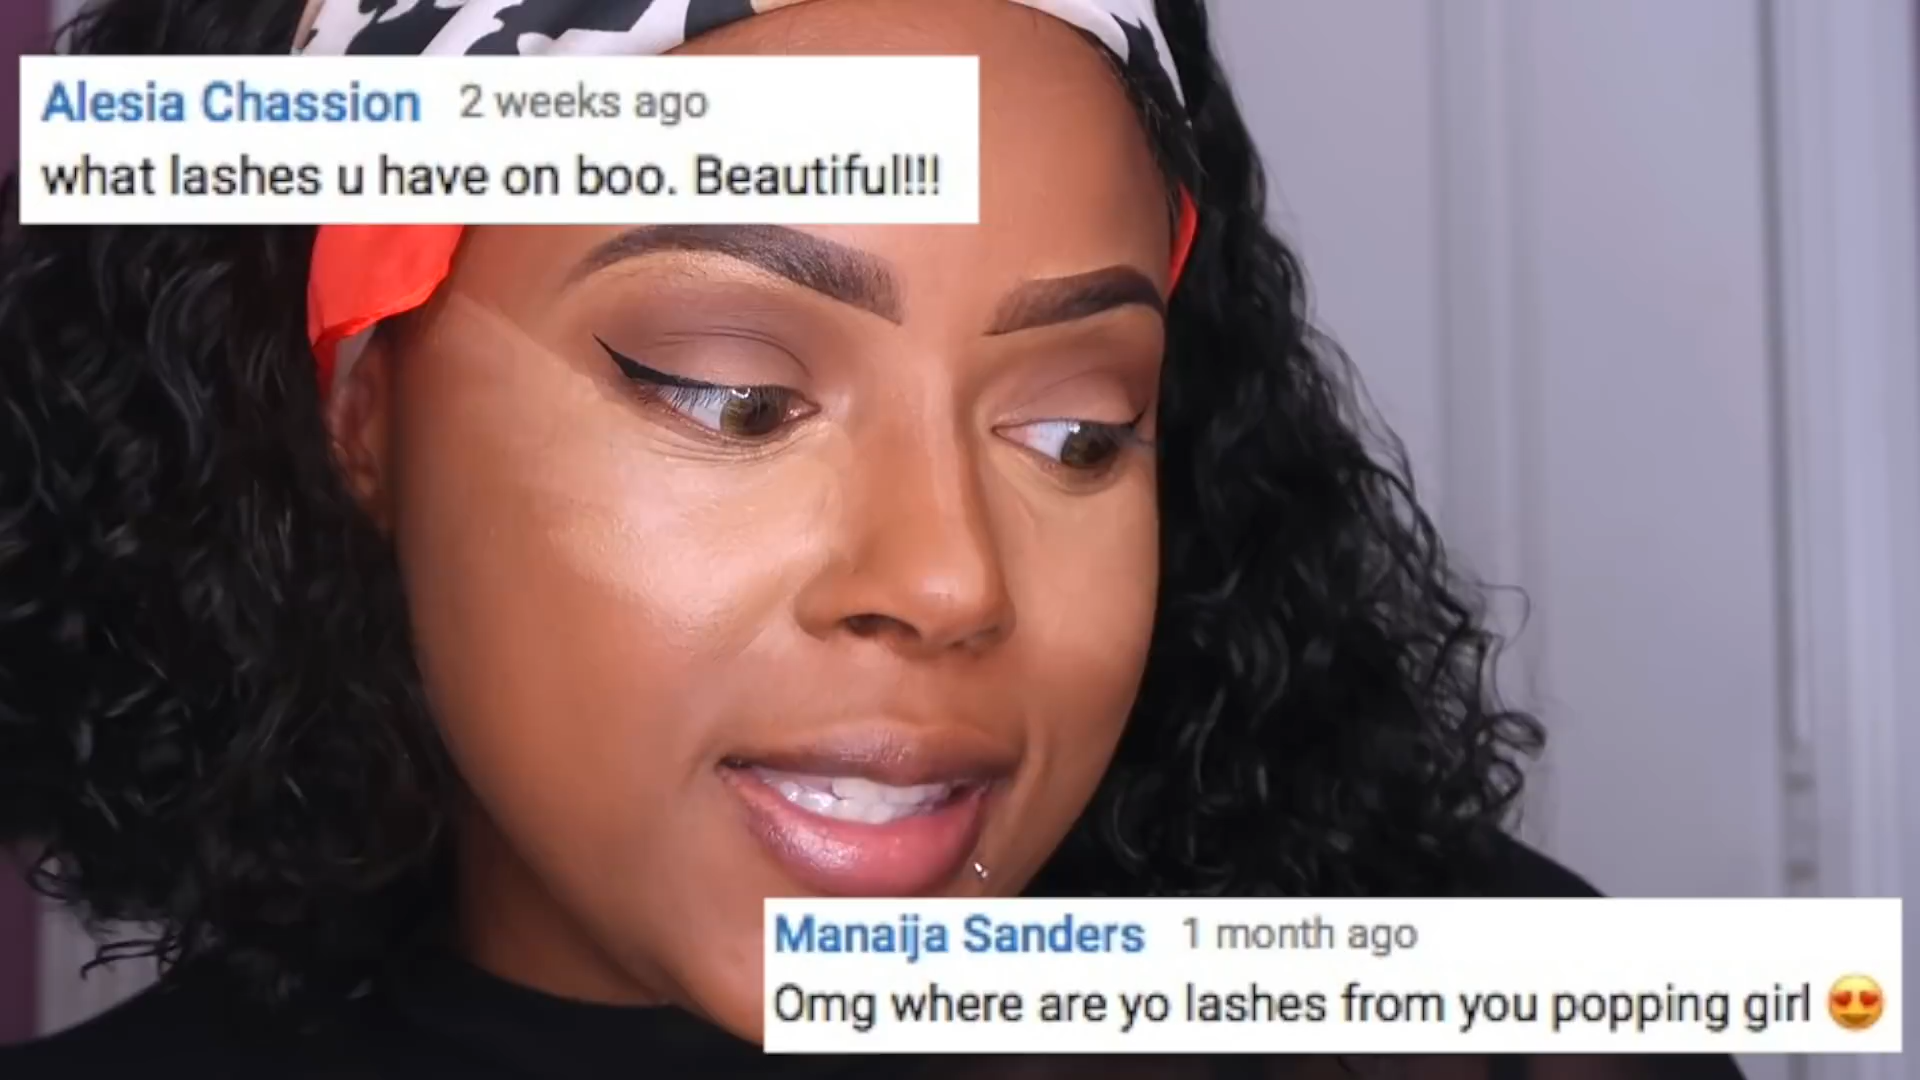 Alesia Chassion 2 weeks ago
what lashes u have on boo. Beautiful!!!
Manaija Sanders 1 month ago
Omg where are yo lashes from you popping girl 😍